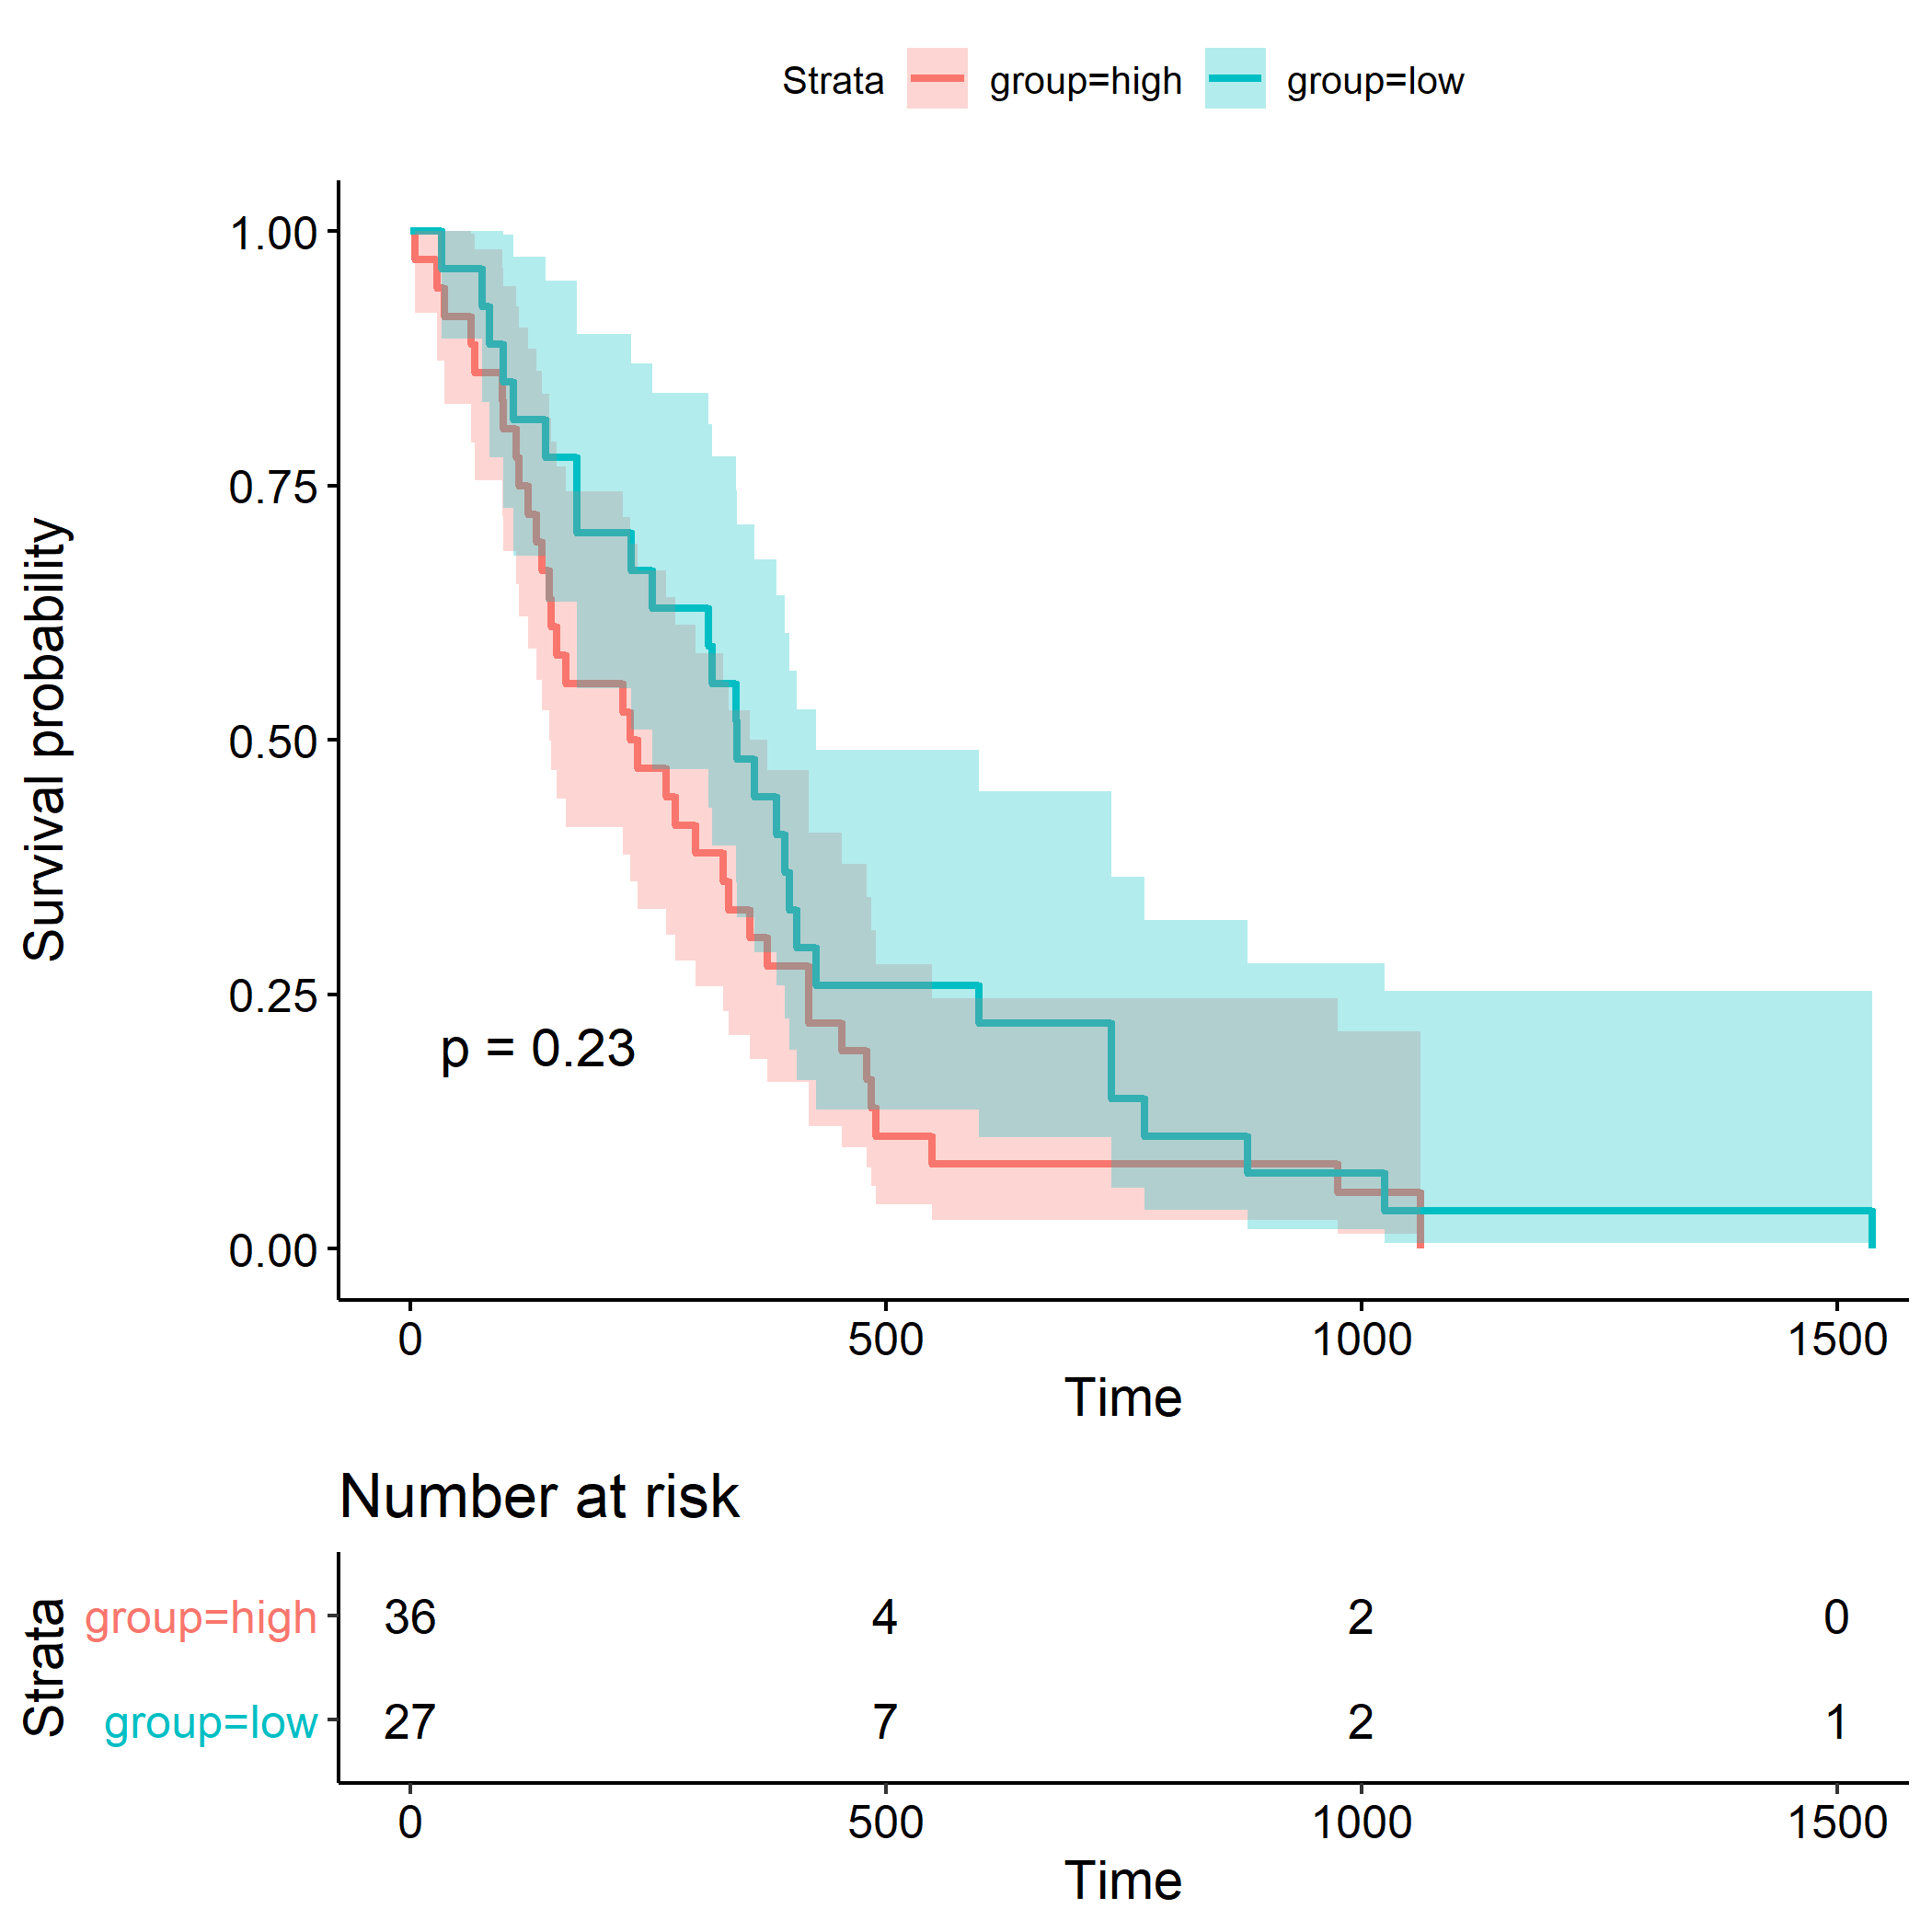 Strata group=high group=low
Survival probability
1.00
0.75
0.50
0.25
0.00
p = 0.23
0 500 1000 1500
Time
Number at risk
Strata
group=high 36 4 2 0
group=low 27 7 2 1
0 500 1000 1500
Time